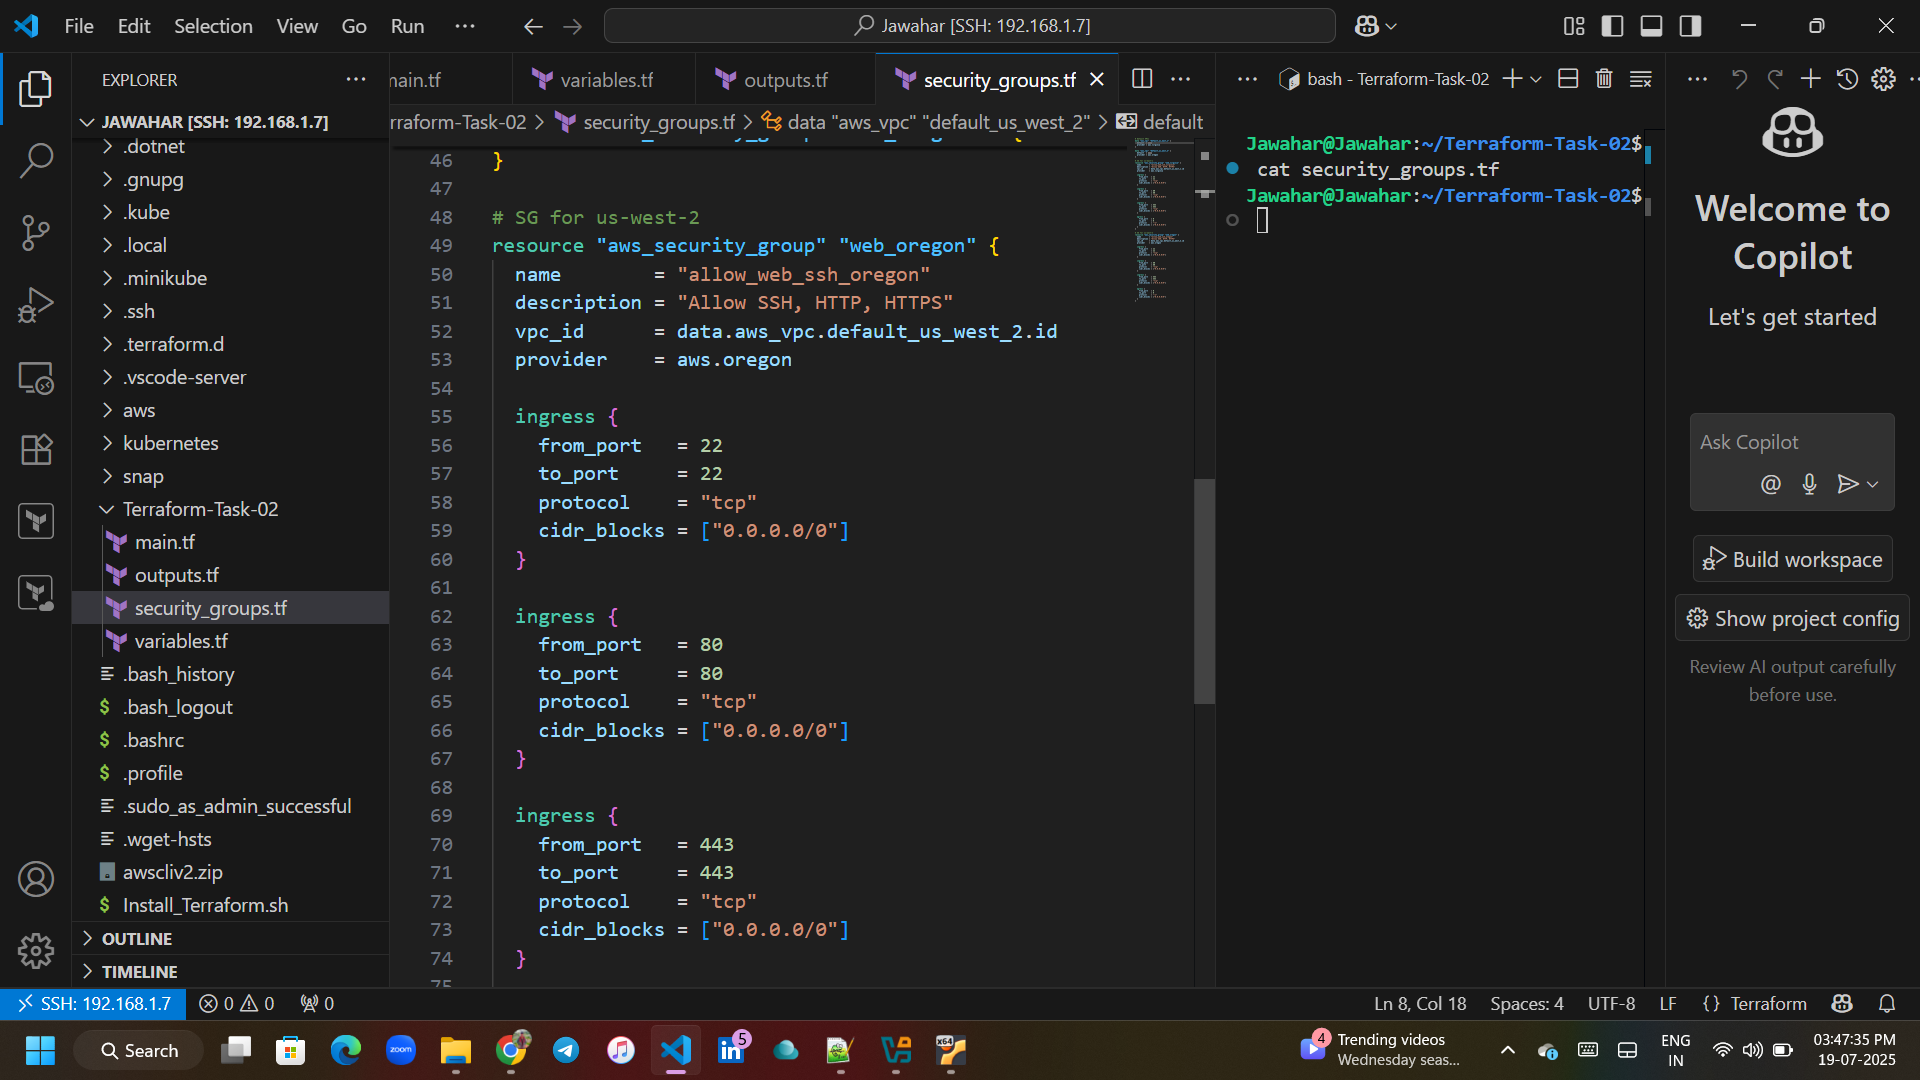 File Edit Selection View Go Run
Jawahar [SSH: 192.168.1.7]
EXPLORER
JAWAHAR [SSH: 192.168.1.7]
.dotnet
.gnupg
.kube
.local
.minikube
.ssh
.terraform.d
.vscode-server
aws
kubernetes
snap
Terraform-Task-02
main.tf
outputs.tf
security_groups.tf
variables.tf
.bash_history
$ .bash_logout
$ .bashrc
$ .profile
.sudo_as_admin_successful
.wget-hsts
awscliv2.zip
$ Install_Terraform.sh
OUTLINE
TIMELINE
main.tf variables.tf outputs.tf security_groups.tf
rraform-Task-02 > security_groups.tf > data "aws_vpc" "default_us_west_2" > default
46 }
47
48 # SG for us-west-2
49 resource "aws_security_group" "web_oregon" {
50 name = "allow_web_ssh_oregon"
51 description = "Allow SSH, HTTP, HTTPS"
52 vpc_id = data.aws_vpc.default_us_west_2.id
53 provider = aws.oregon
54
55 ingress {
56 from_port = 22
57 to_port = 22
58 protocol = "tcp"
59 cidr_blocks = ["0.0.0.0/0"]
60 }
61
62 ingress {
63 from_port = 80
64 to_port = 80
65 protocol = "tcp"
66 cidr_blocks = ["0.0.0.0/0"]
67 }
68
69 ingress {
70 from_port = 443
71 to_port = 443
72 protocol = "tcp"
73 cidr_blocks = ["0.0.0.0/0"]
74 }
75
bash - Terraform-Task-02
Jawahar@Jawahar:~/Terraform-Task-02$
cat security_groups.tf
Jawahar@Jawahar:~/Terraform-Task-02$
Welcome to
Copilot
Let's get started
Ask Copilot
Build workspace
Show project config
Review AI output carefully
before use.
SSH: 192.168.1.7 0 0 0 Ln 8, Col 18 Spaces: 4 UTF-8 LF {} Terraform
Search
zoom
5
X64
4
Trending videos
Wednesday seas...
ENG
IN
03:47:35 PM
19-07-2025